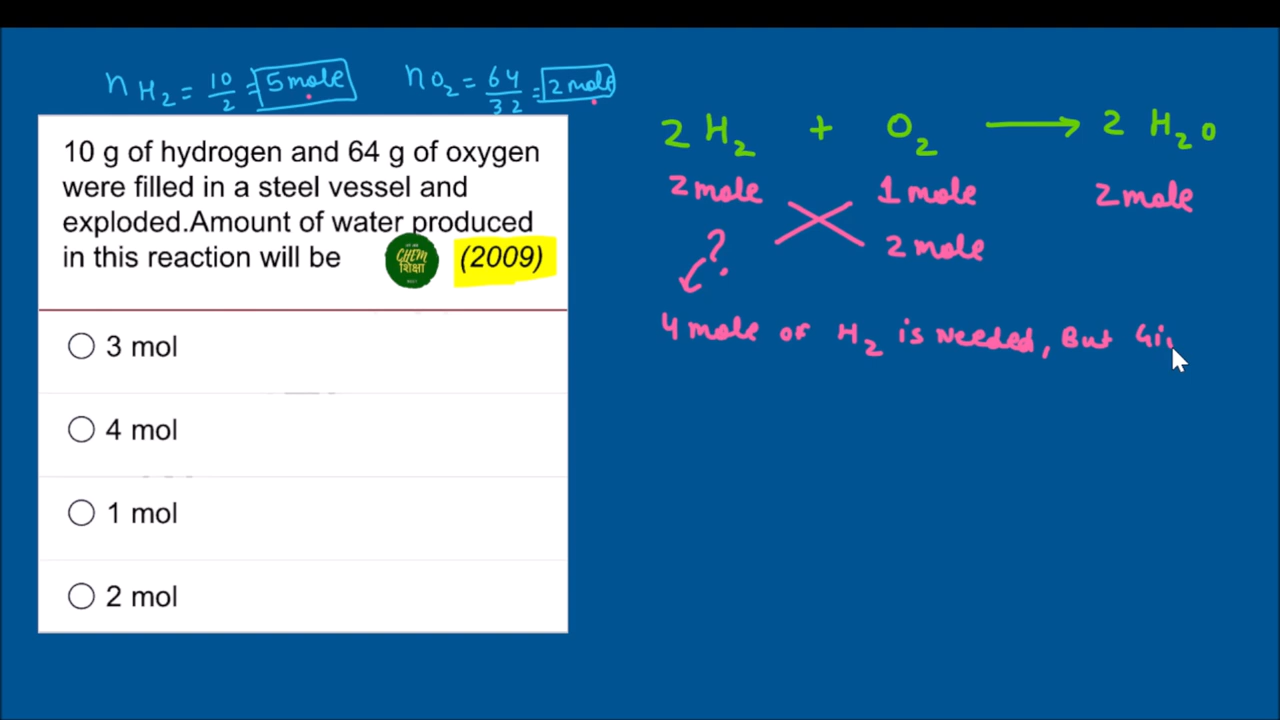 n H₂ = 10/2 = 5 mole
n O₂ = 64/32 = 2 mole
10 g of hydrogen and 64 g of oxygen
were filled in a steel vessel and
exploded.Amount of water produced
in this reaction will be
CHEM
शिक्षा
(2009)
3 mol
4 mol
1 mol
2 mol
2 H₂ + O₂ → 2 H₂O
2 mole 1 mole 2 mole
? 2 mole
4 mole of H₂ is needed, But Gi